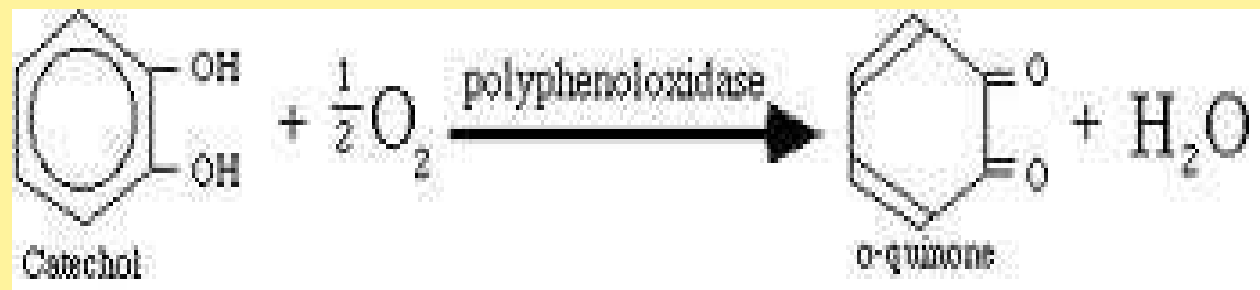 OH
OH
+ 1/2 O₂
polyphenoloxidase
O
O
+ H₂O
Catechol
o-quinone